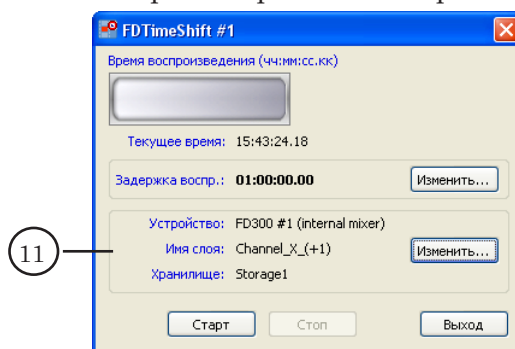 FDTimeShift #1
Время воспроизведения (чч:мм:сс.кк)
Текущее время: 15:43:24.18
Задержка воспр.: 01:00:00.00 Изменить...
Устройство: FD300 #1 (internal mixer)
11 Имя слоя: Channel_X_(+1) Изменить...
Хранилище: Storage1
Старт Стоп Выход